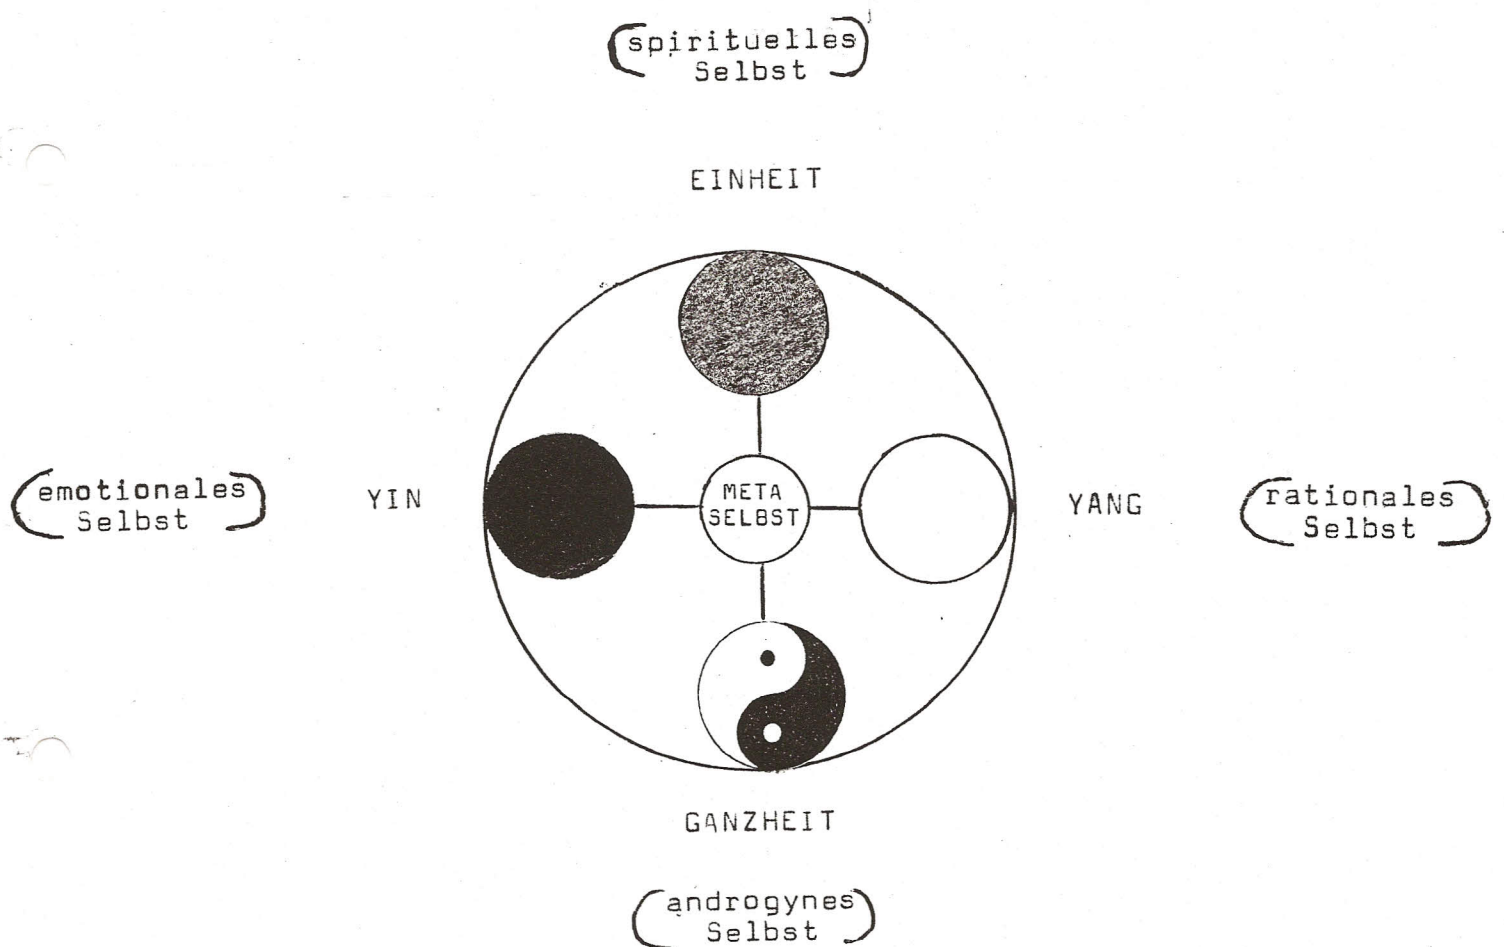 (spirituelles
Selbst)
EINHEIT
(emotionales
Selbst)
YIN
META
SELBST
YANG
(rationales
Selbst)
GANZHEIT
(androgynes
Selbst)